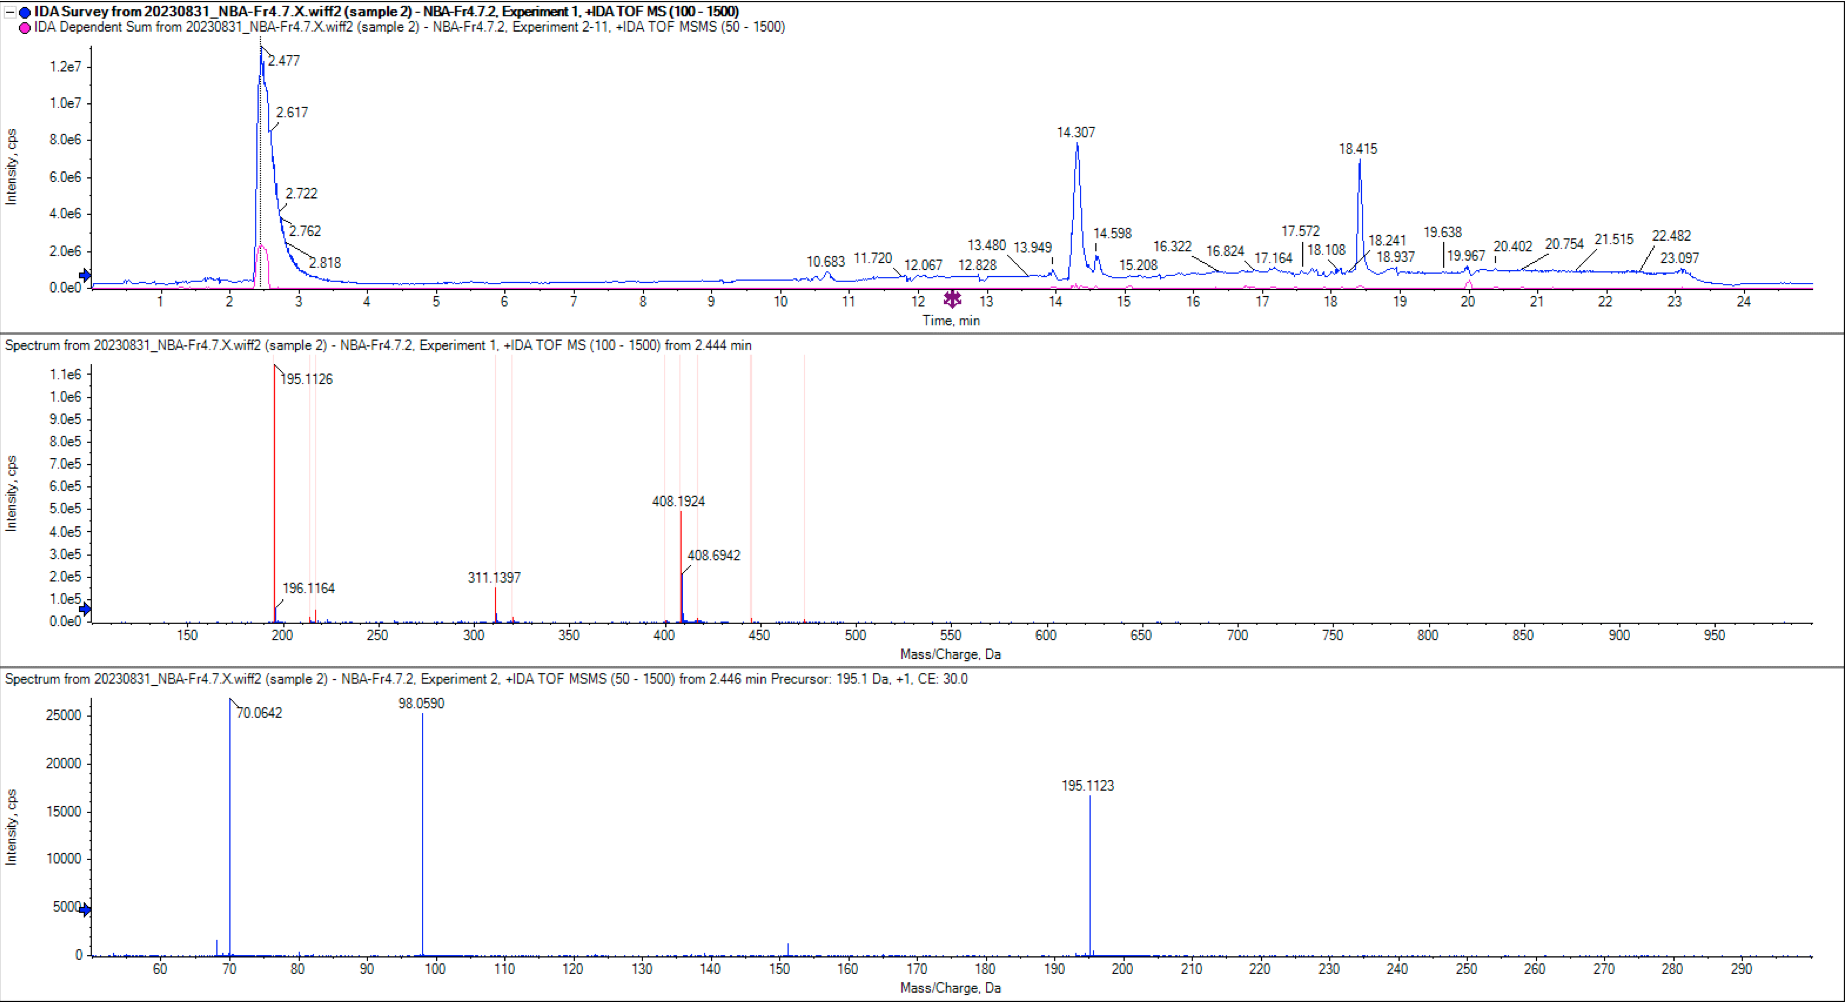 IDA Survey from 20230831_NBA-Fr4.7.X.wiff2 (sample 2) - NBA-Fr4.7.2, Experiment 1, +IDA TOF MS (100 - 1500)
IDA Dependent Sum from 20230831_NBA-Fr4.7.X.wiff2 (sample 2) - NBA-Fr4.7.2, Experiment 2-11, +IDA TOF MSMS (50 - 1500)
Intensity, cps
1.2e7
1.0e7
8.0e6
6.0e6
4.0e6
2.0e6
0.0e0
2.477
2.617
2.722
2.762
2.818
10.683
11.720
12.067
12.828
13.480
13.949
14.307
14.598
15.208
16.322
16.824
17.164
17.572
18.108
18.415
18.241
18.937
19.638
19.967
20.402
20.754
21.515
22.482
23.097
1 2 3 4 5 6 7 8 9 10 11 12 13 14 15 16 17 18 19 20 21 22 23 24
Time, min
Spectrum from 20230831_NBA-Fr4.7.X.wiff2 (sample 2) - NBA-Fr4.7.2, Experiment 1, +IDA TOF MS (100 - 1500) from 2.444 min
Intensity, cps
1.1e6
1.0e6
9.0e5
8.0e5
7.0e5
6.0e5
5.0e5
4.0e5
3.0e5
2.0e5
1.0e5
0.0e0
195.1126
196.1164
311.1397
408.1924
408.6942
150 200 250 300 350 400 450 500 550 600 650 700 750 800 850 900 950
Mass/Charge, Da
Spectrum from 20230831_NBA-Fr4.7.X.wiff2 (sample 2) - NBA-Fr4.7.2, Experiment 2, +IDA TOF MSMS (50 - 1500) from 2.446 min Precursor: 195.1 Da, +1, CE: 30.0
Intensity, cps
25000
20000
15000
10000
5000
0
70.0642
98.0590
195.1123
60 70 80 90 100 110 120 130 140 150 160 170 180 190 200 210 220 230 240 250 260 270 280 290
Mass/Charge, Da